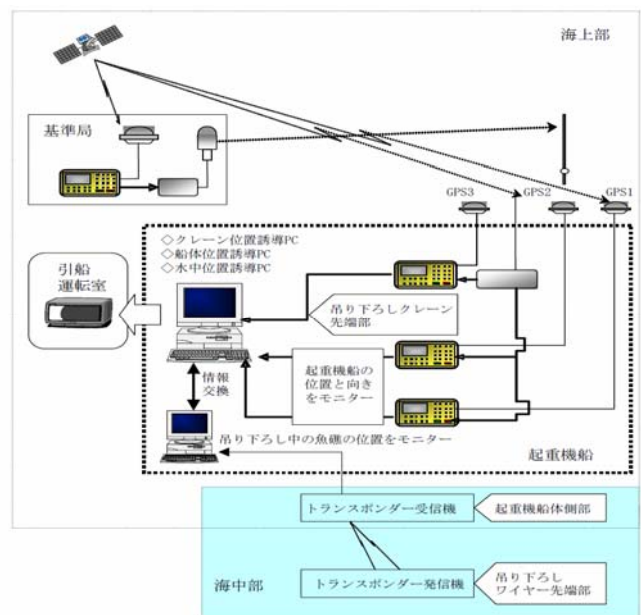 海上部
基準局
GPS3
GPS2
GPS1
◇クレーン位置誘導PC
◇船体位置誘導PC
◇水中位置誘導PC
引船
運転室
吊り下ろしクレーン
先端部
起重機船の
位置と向き
をモニター
情報
交換
吊り下ろし中の魚礁の位置をモニター
起重機船
トランスポンダー受信機
起重機船体側部
海中部
トランスポンダー発信機
吊り下ろし
ワイヤー先端部